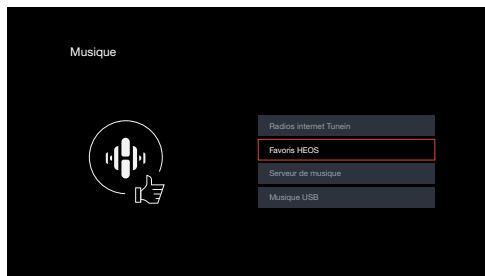 Musique
Radios internet Tunein
Favoris HEOS
Serveur de musique
Musique USB